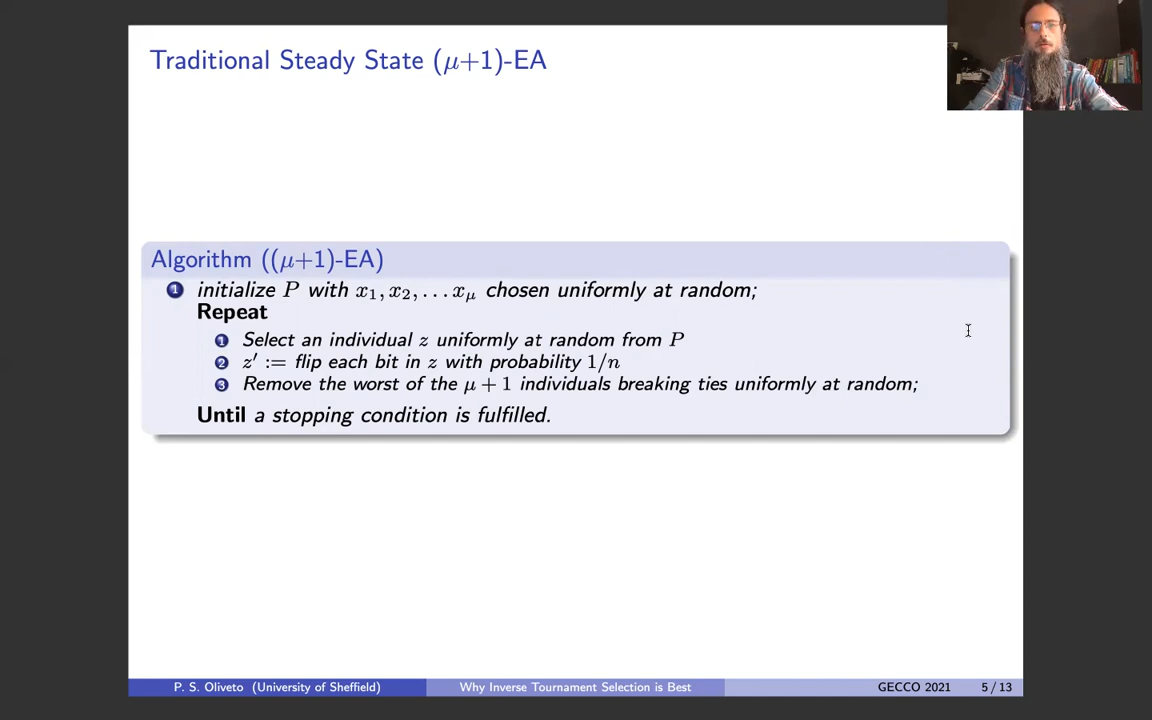 Traditional Steady State (μ+1)-EA
Algorithm ((μ+1)-EA)
1 initialize P with x₁, x₂, . . . xμ chosen uniformly at random;
Repeat
1 Select an individual z uniformly at random from P
2 z′ := flip each bit in z with probability 1/n
3 Remove the worst of the μ + 1 individuals breaking ties uniformly at random;
Until a stopping condition is fulfilled.
P. S. Oliveto (University of Sheffield) Why Inverse Tournament Selection is Best GECCO 2021 5 / 13